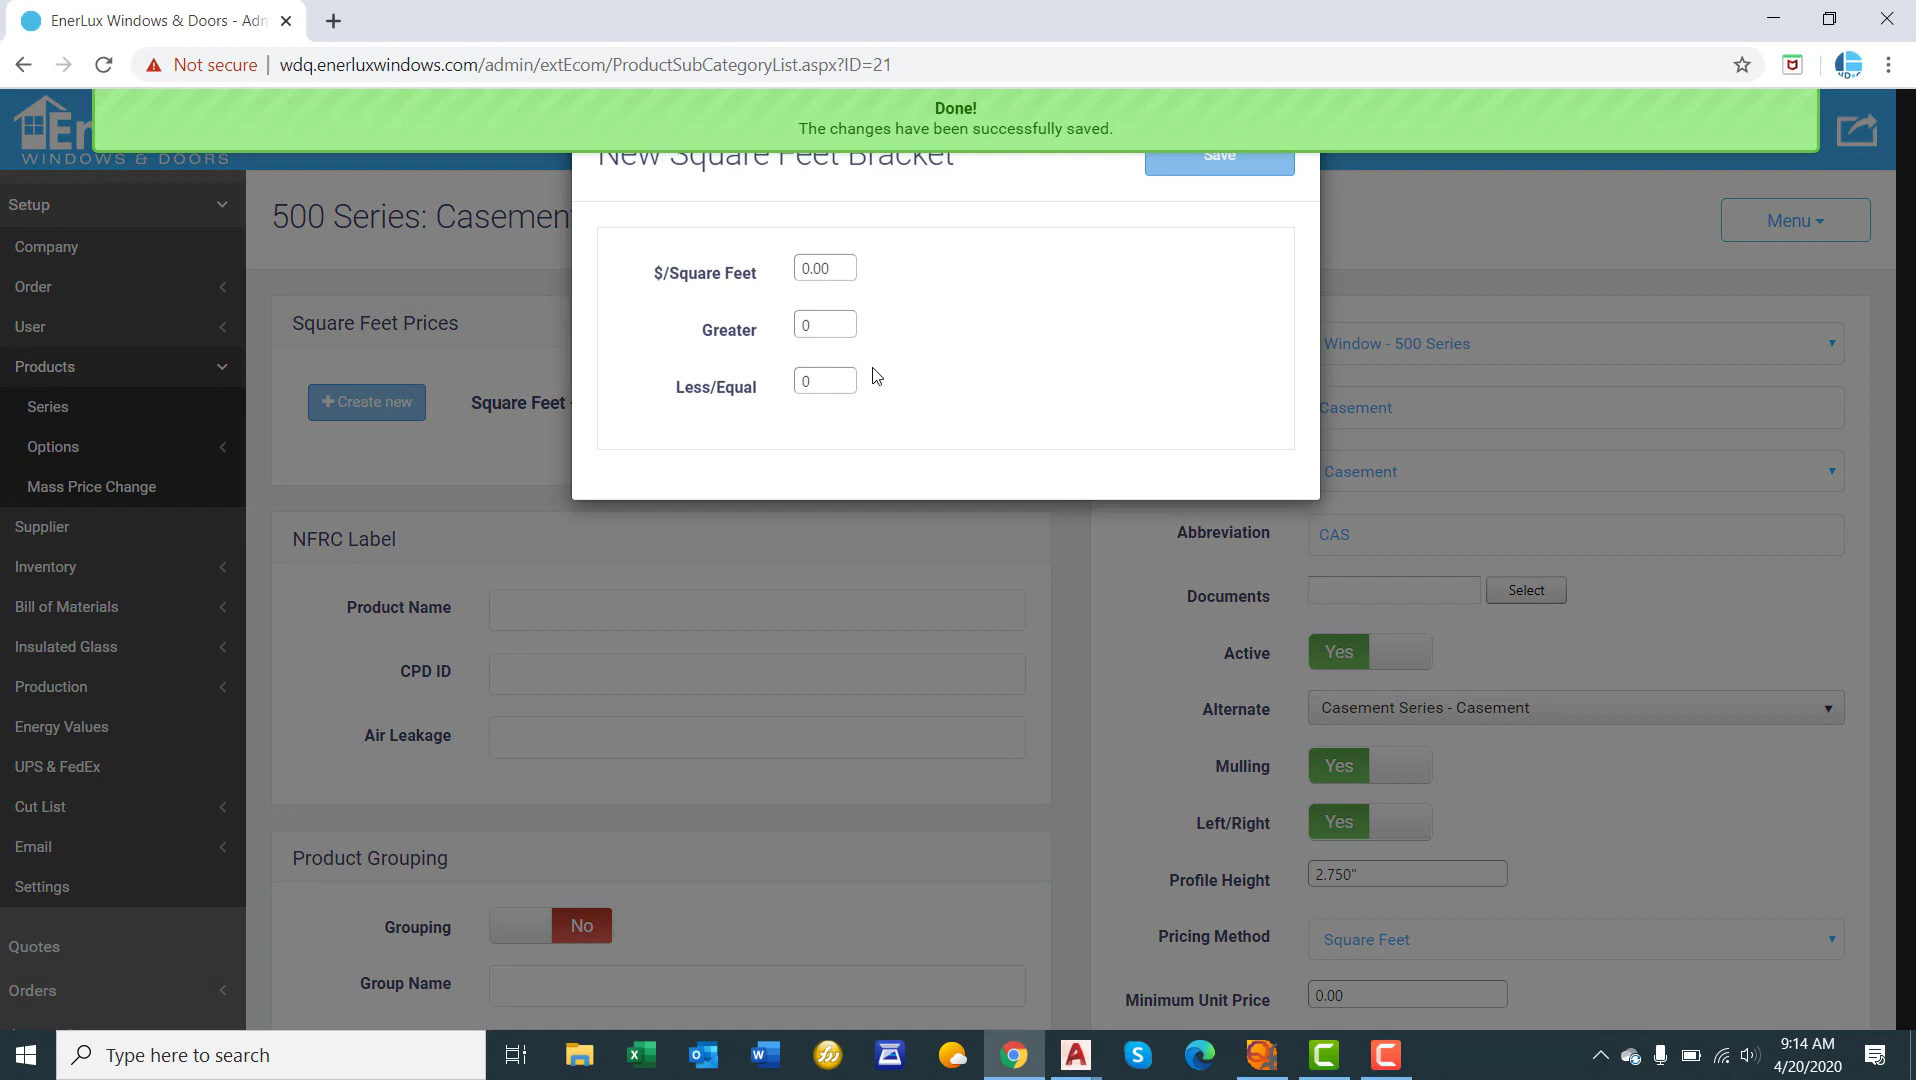 EnerLux Windows & Doors - Adm
Not secure | wdq.enerluxwindows.com/admin/extEcom/ProductSubCategoryList.aspx?ID=21
Done!
The changes have been successfully saved.
WINDOWS & DOORS
New Square Feet Bracket
Save
Setup
Company
Order
User
Products
Series
Options
Mass Price Change
Supplier
Inventory
Bill of Materials
Insulated Glass
Production
Energy Values
UPS & FedEx
Cut List
Email
Settings
Quotes
Orders
500 Series: Casement
Menu
$/Square Feet 0.00
Greater 0
Less/Equal 0
Square Feet Prices
+ Create new
Square Feet
NFRC Label
Product Name
CPD ID
Air Leakage
Product Grouping
Grouping No
Group Name
Window - 500 Series
Casement
Casement
Abbreviation CAS
Documents Select
Active Yes
Alternate Casement Series - Casement
Mulling Yes
Left/Right Yes
Profile Height 2.750"
Pricing Method Square Feet
Minimum Unit Price 0.00
Type here to search
9:14 AM
4/20/2020